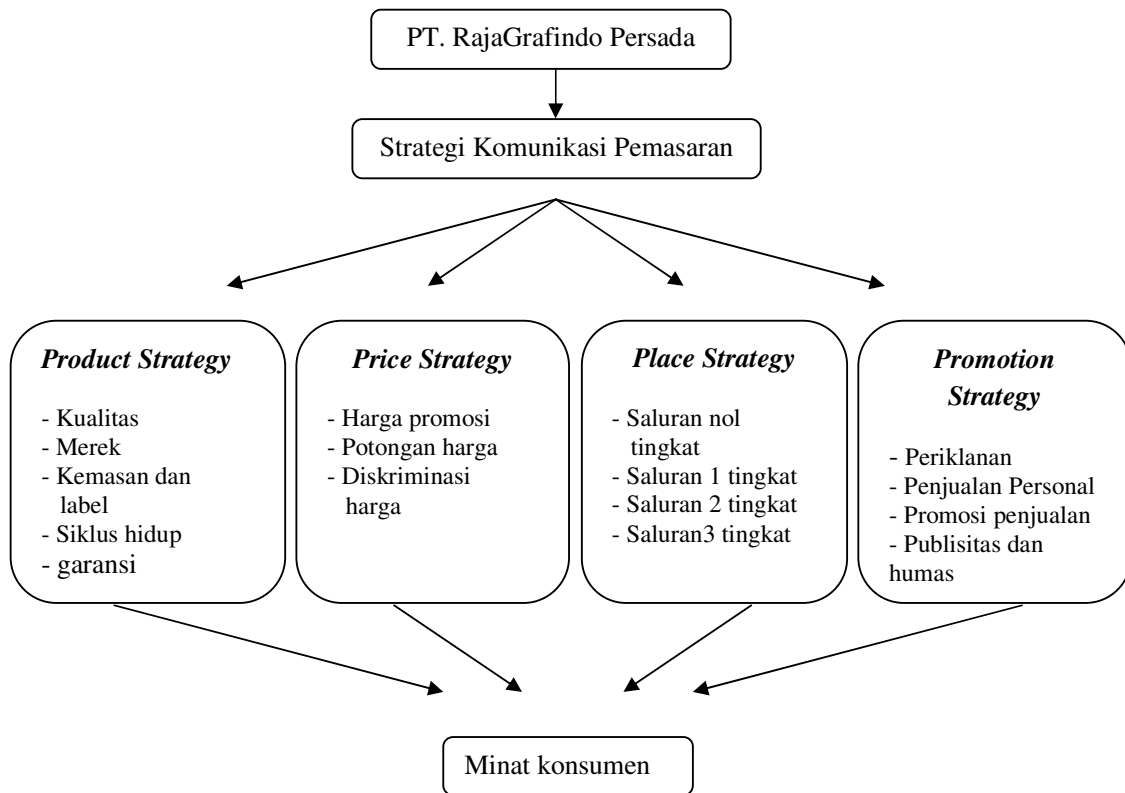 PT. RajaGrafindo Persada
Strategi Komunikasi Pemasaran
Product Strategy
- Kualitas
- Merek
- Kemasan dan
label
- Siklus hidup
- garansi
Price Strategy
- Harga promosi
- Potongan harga
- Diskriminasi
harga
Place Strategy
- Saluran nol
tingkat
- Saluran 1 tingkat
- Saluran 2 tingkat
- Saluran3 tingkat
Promotion
Strategy
- Periklanan
- Penjualan Personal
- Promosi penjualan
- Publisitas dan
humas
Minat konsumen